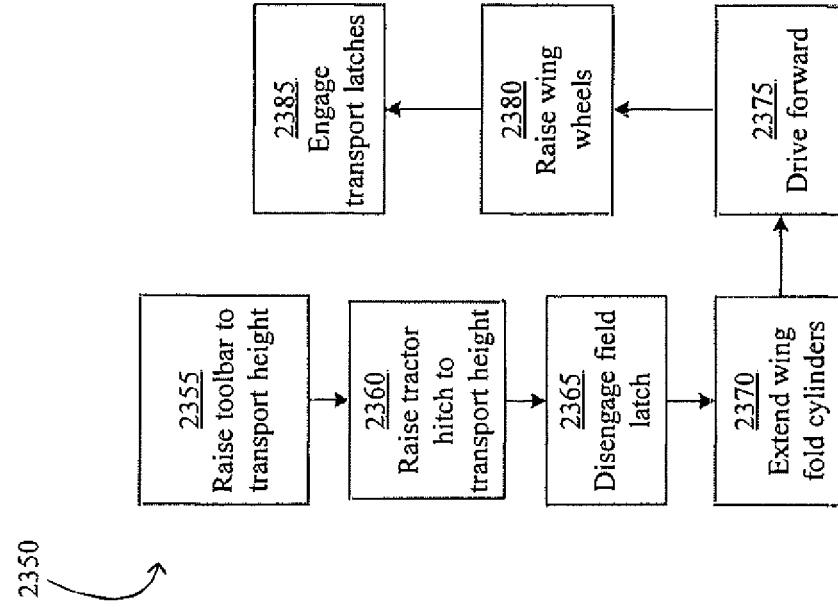 2350
2355
Raise toolbar to
transport height
2360
Raise tractor
hitch to
transport height
2365
Disengage field
latch
2370
Extend wing
fold cylinders
2375
Drive forward
2380
Raise wing
wheels
2385
Engage
transport latches